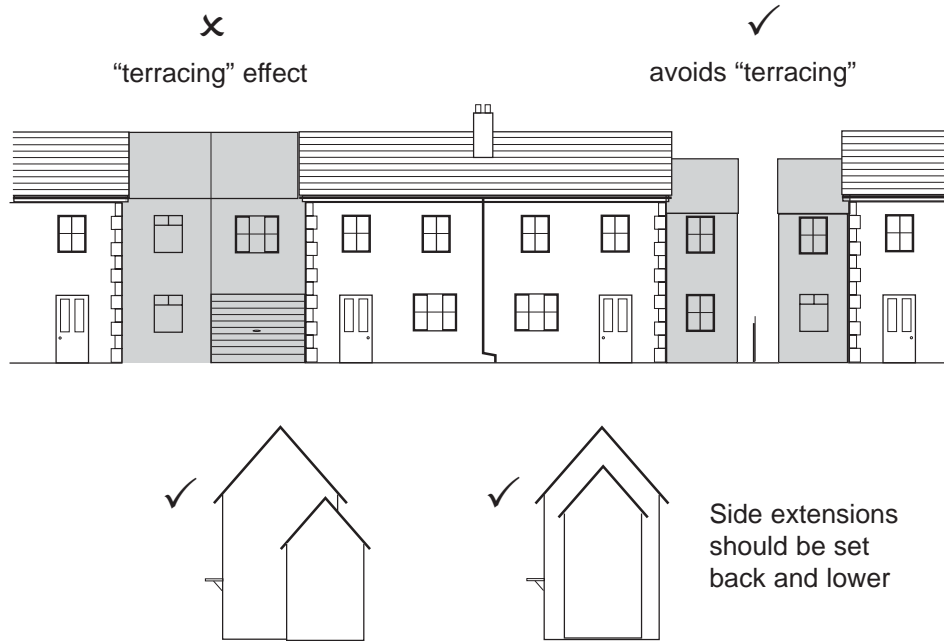 “terracing” effect
avoids “terracing”
Side extensions
should be set
back and lower